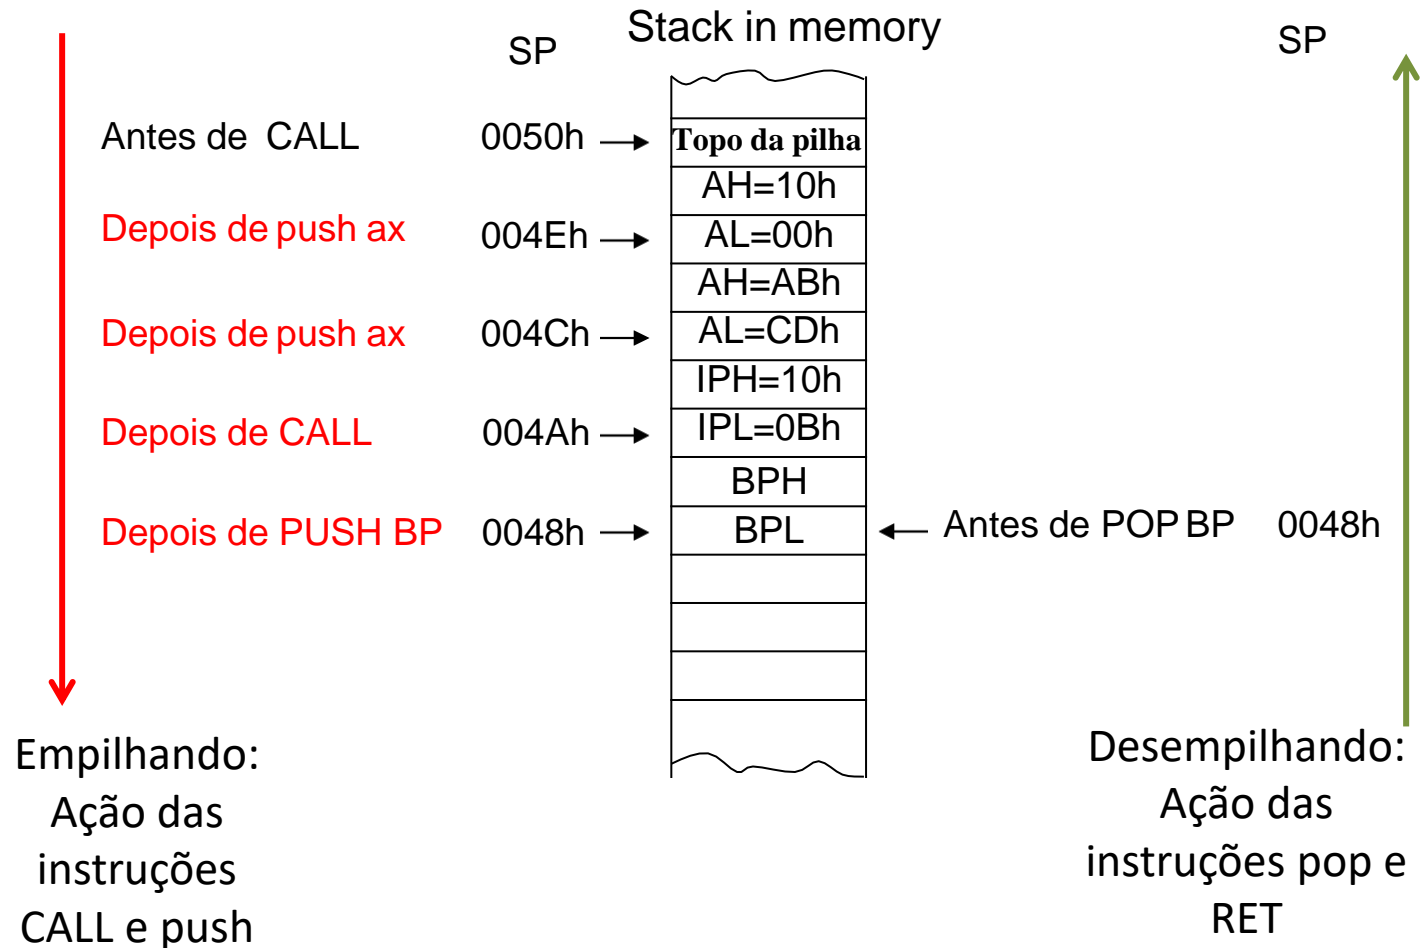 Stack in memory
SP
SP
Antes de CALL 0050h Topo da pilha
AH=10h
Depois de push ax 004Eh AL=00h
AH=ABh
Depois de push ax 004Ch AL=CDh
IPH=10h
Depois de CALL 004Ah IPL=0Bh
BPH
Depois de PUSH BP 0048h BPL Antes de POP BP 0048h
Empilhando:
Ação das
instruções
CALL e push
Desempilhando:
Ação das
instruções pop e
RET